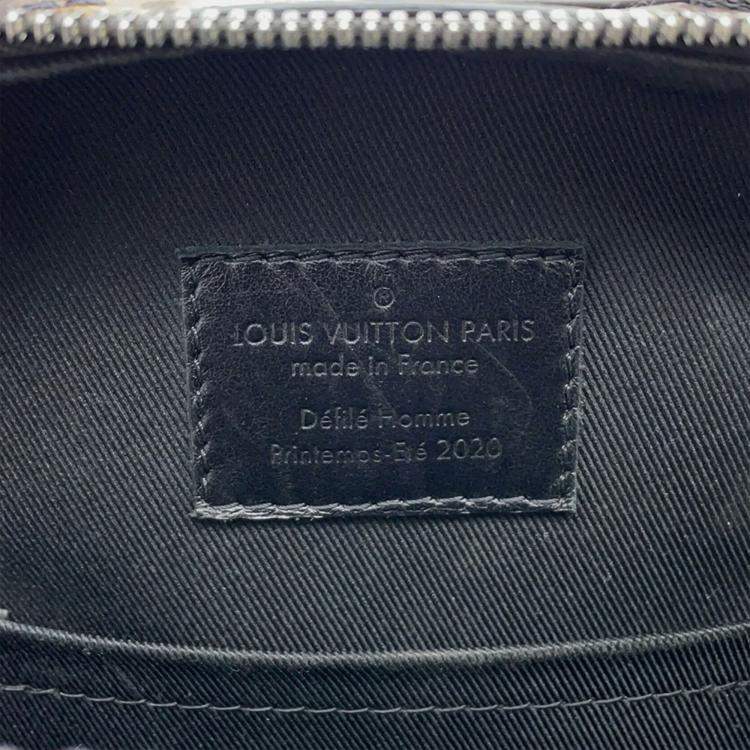 ®
LOUIS VUITTON PARIS
made in France
Défilé Homme
Printemps-Eté 2020